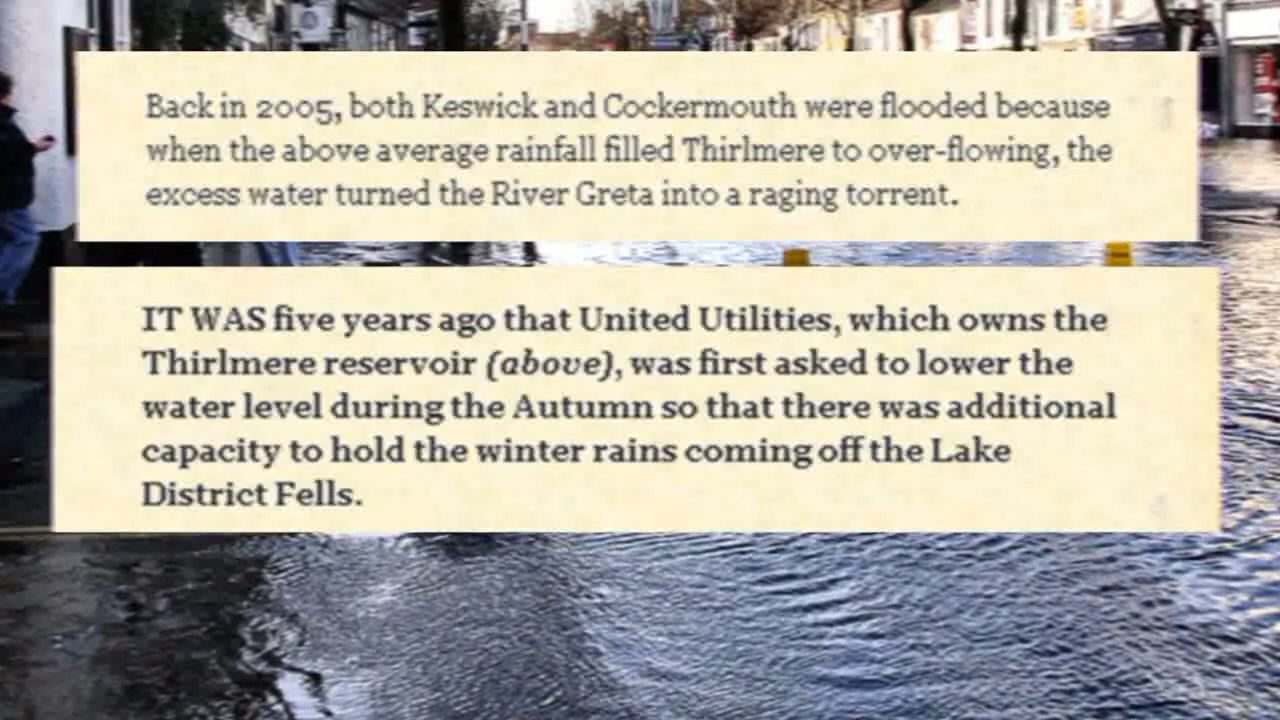 Back in 2005, both Keswick and Cockermouth were flooded because
when the above average rainfall filled Thirlmere to over-flowing, the
excess water turned the River Greta into a raging torrent.
IT WAS five years ago that United Utilities, which owns the
Thirlmere reservoir (above), was first asked to lower the
water level during the Autumn so that there was additional
capacity to hold the winter rains coming off the Lake
District Fells.